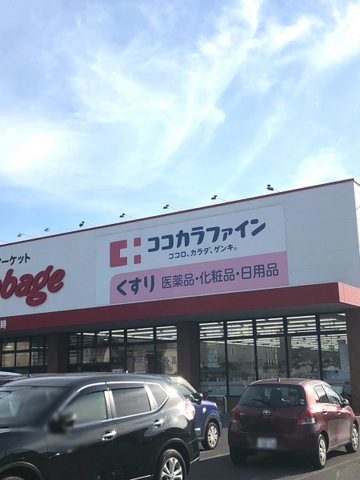 ーケット
bbage
時
ココカラファイン
ココロ、カラダ、ゲンキ。
くすり 医薬品・化粧品・日用品